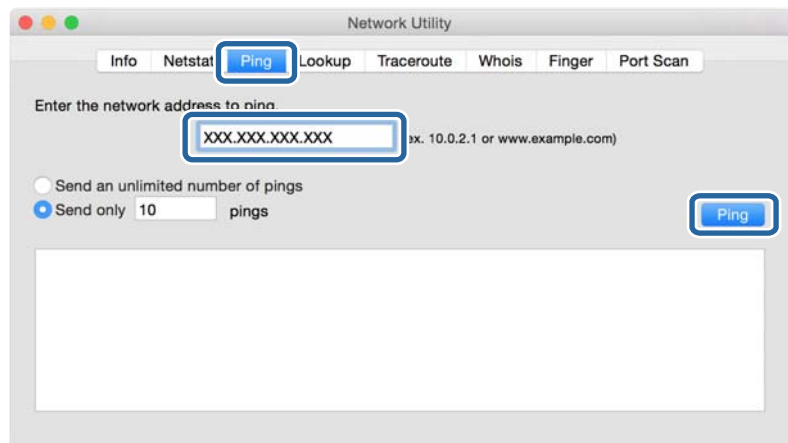 Network Utility
Info Netstat Ping Lookup Traceroute Whois Finger Port Scan
Enter the network address to ping.
XXX.XXX.XXX.XXX ex. 10.0.2.1 or www.example.com)
Send an unlimited number of pings
Send only 10 pings
Ping